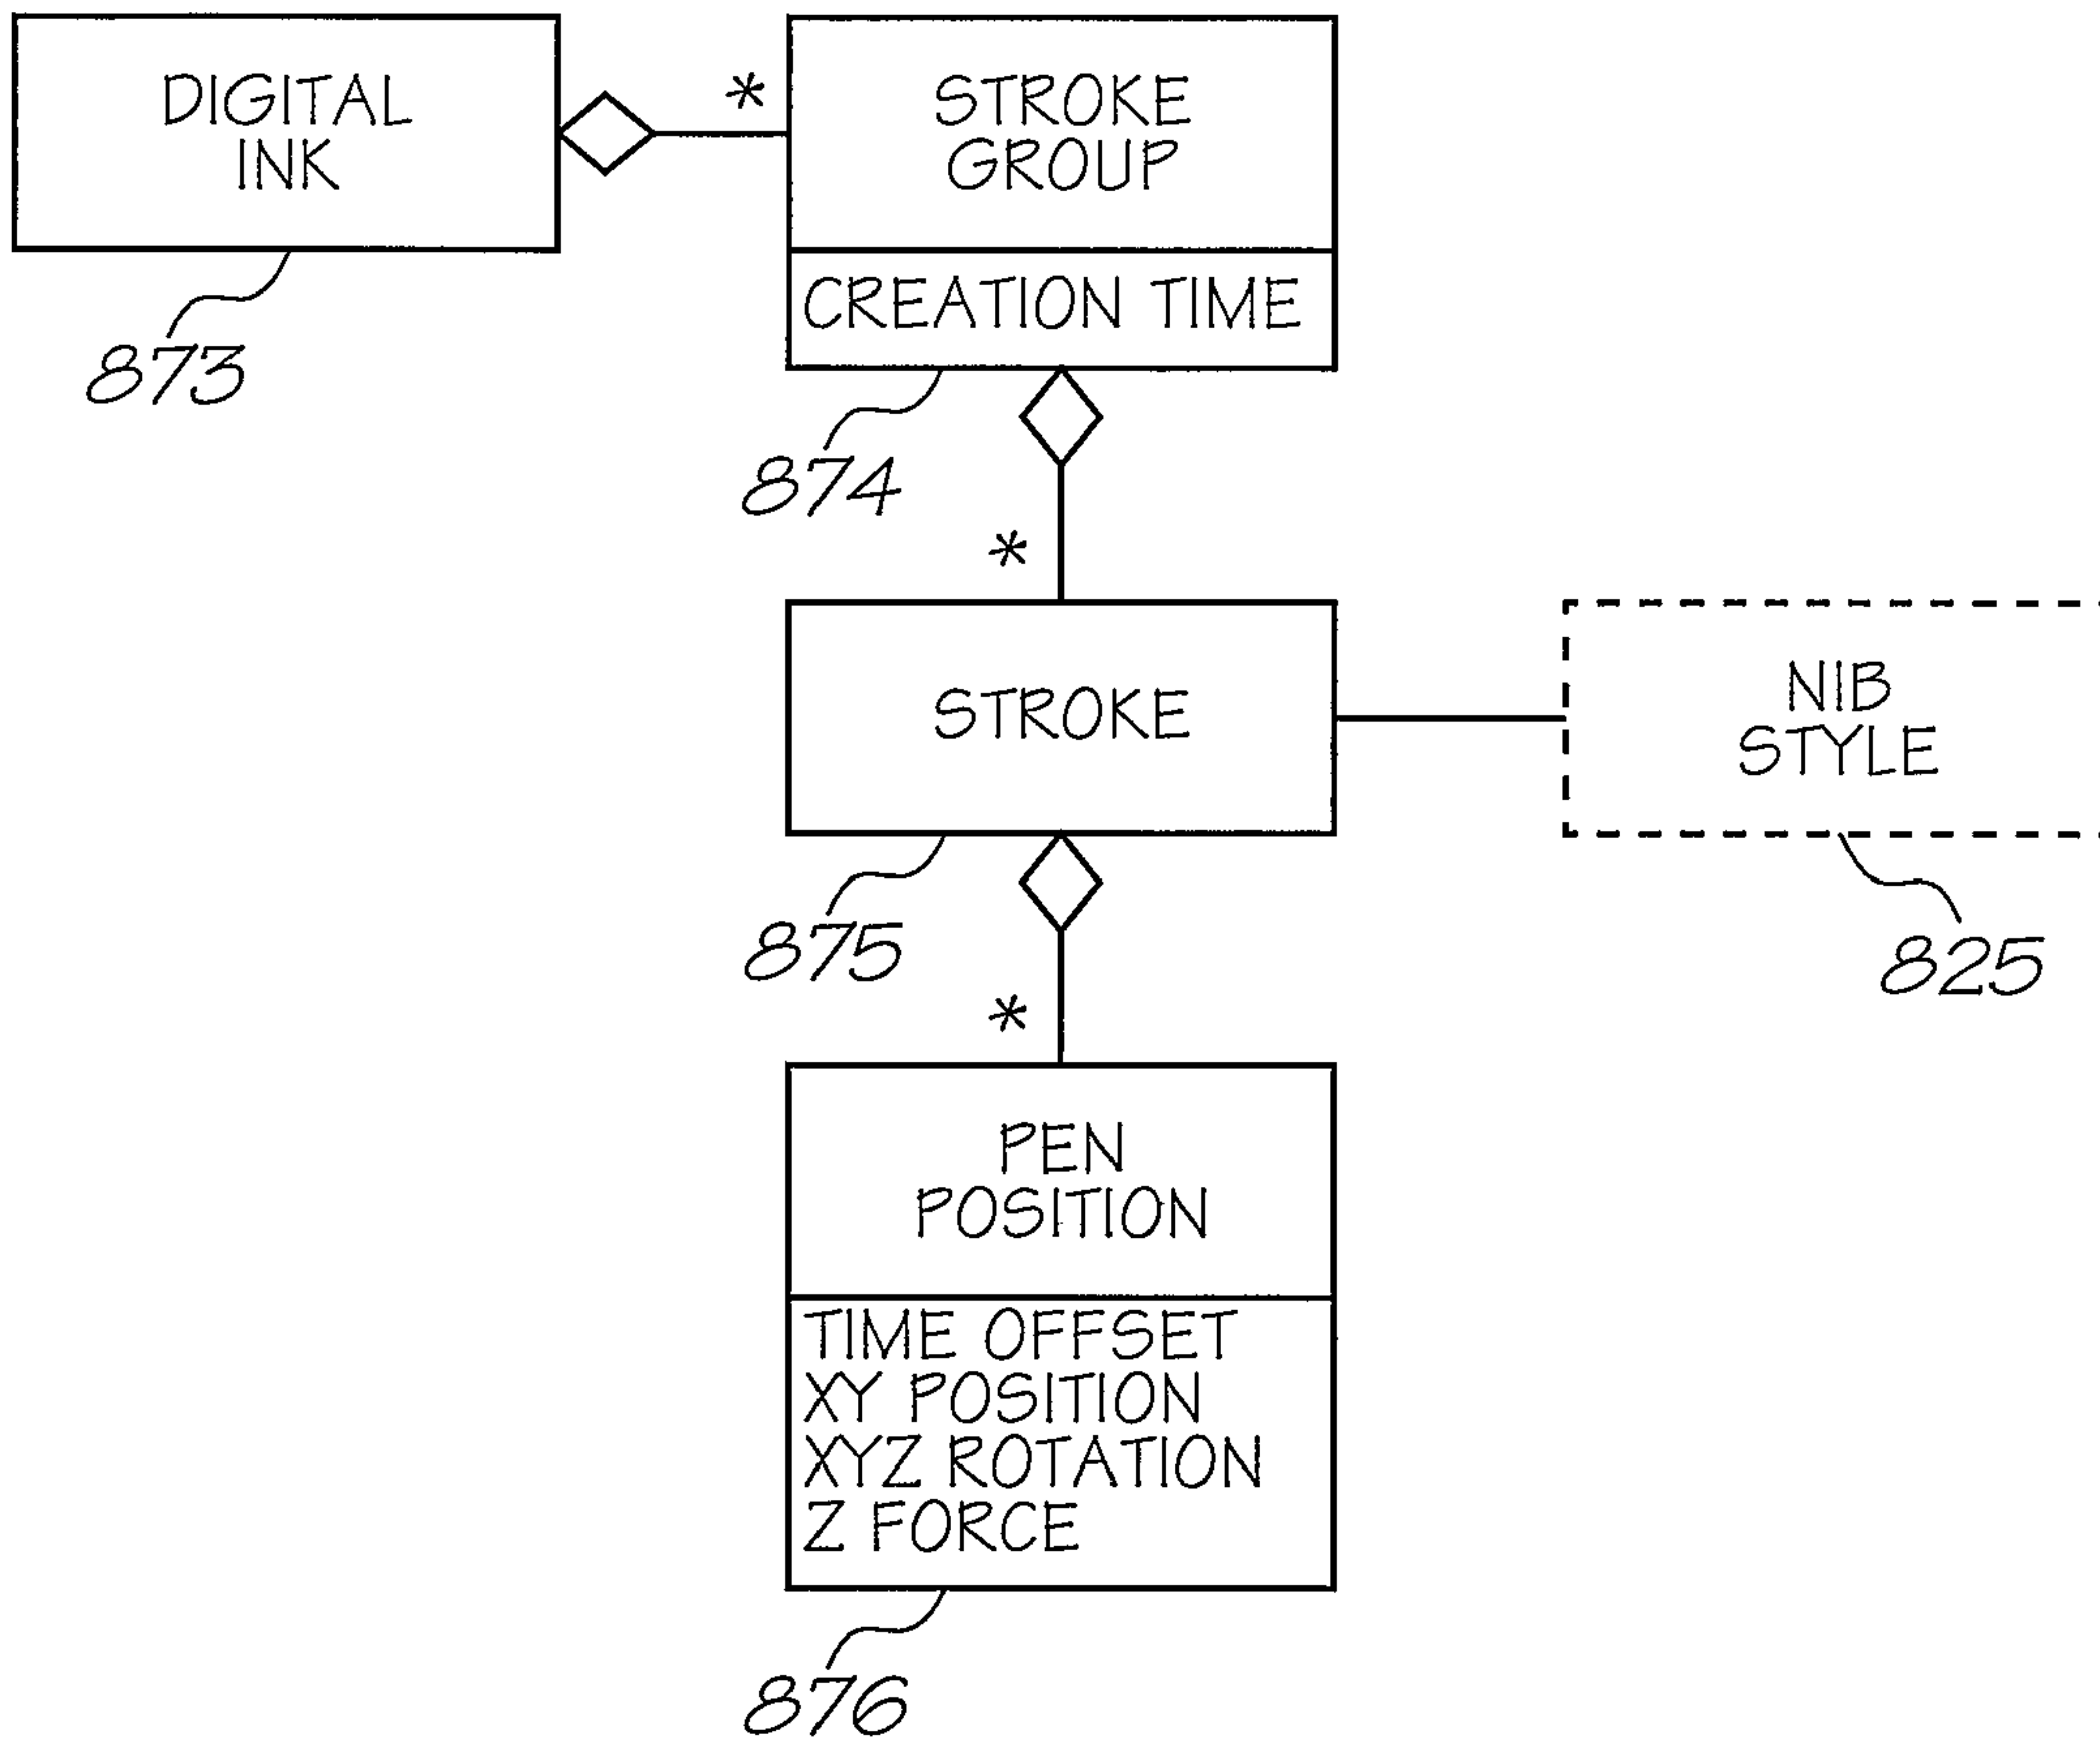 DIGITAL
INK
*
STROKE
GROUP
CREATION TIME
873
874
*
STROKE
NIB
STYLE
875
825
*
PEN
POSITION
TIME OFFSET
XY POSITION
XYZ ROTATION
Z FORCE
876